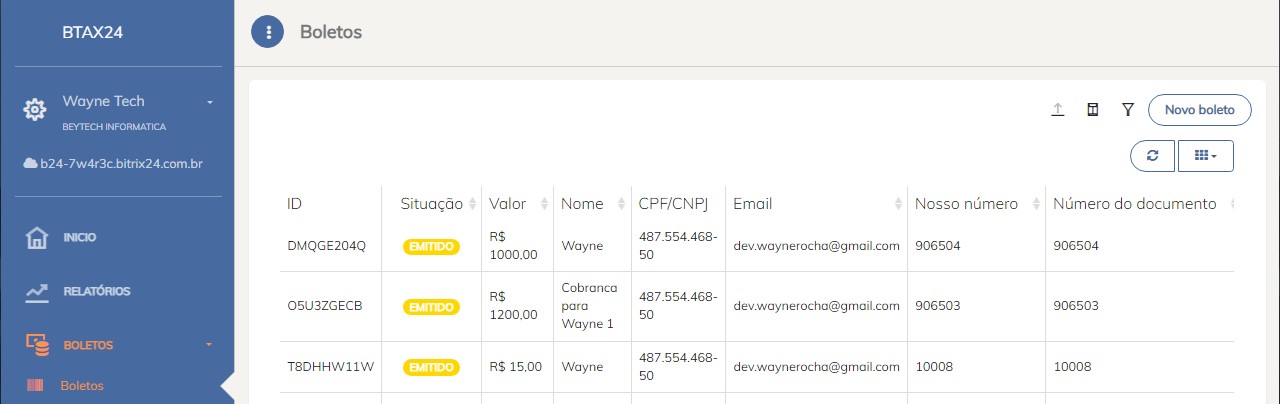 BTAX24
Boletos
Wayne Tech
BEYTECH INFORMATICA
b24-7w4r3c.bitrix24.com.br
INICIO
RELATÓRIOS
BOLETOS
Boletos
Novo boleto
ID Situação Valor Nome CPF/CNPJ Email Nosso número Número do documento
DMQGE204Q EMITIDO R$ 1000,00 Wayne 487.554.468-50 dev.waynerocha@gmail.com 906504 906504
O5U3ZGECB EMITIDO R$ 1200,00 Cobranca para Wayne 1 487.554.468-50 dev.waynerocha@gmail.com 906503 906503
T8DHHW11W EMITIDO R$ 15,00 Wayne 487.554.468-50 dev.waynerocha@gmail.com 10008 10008